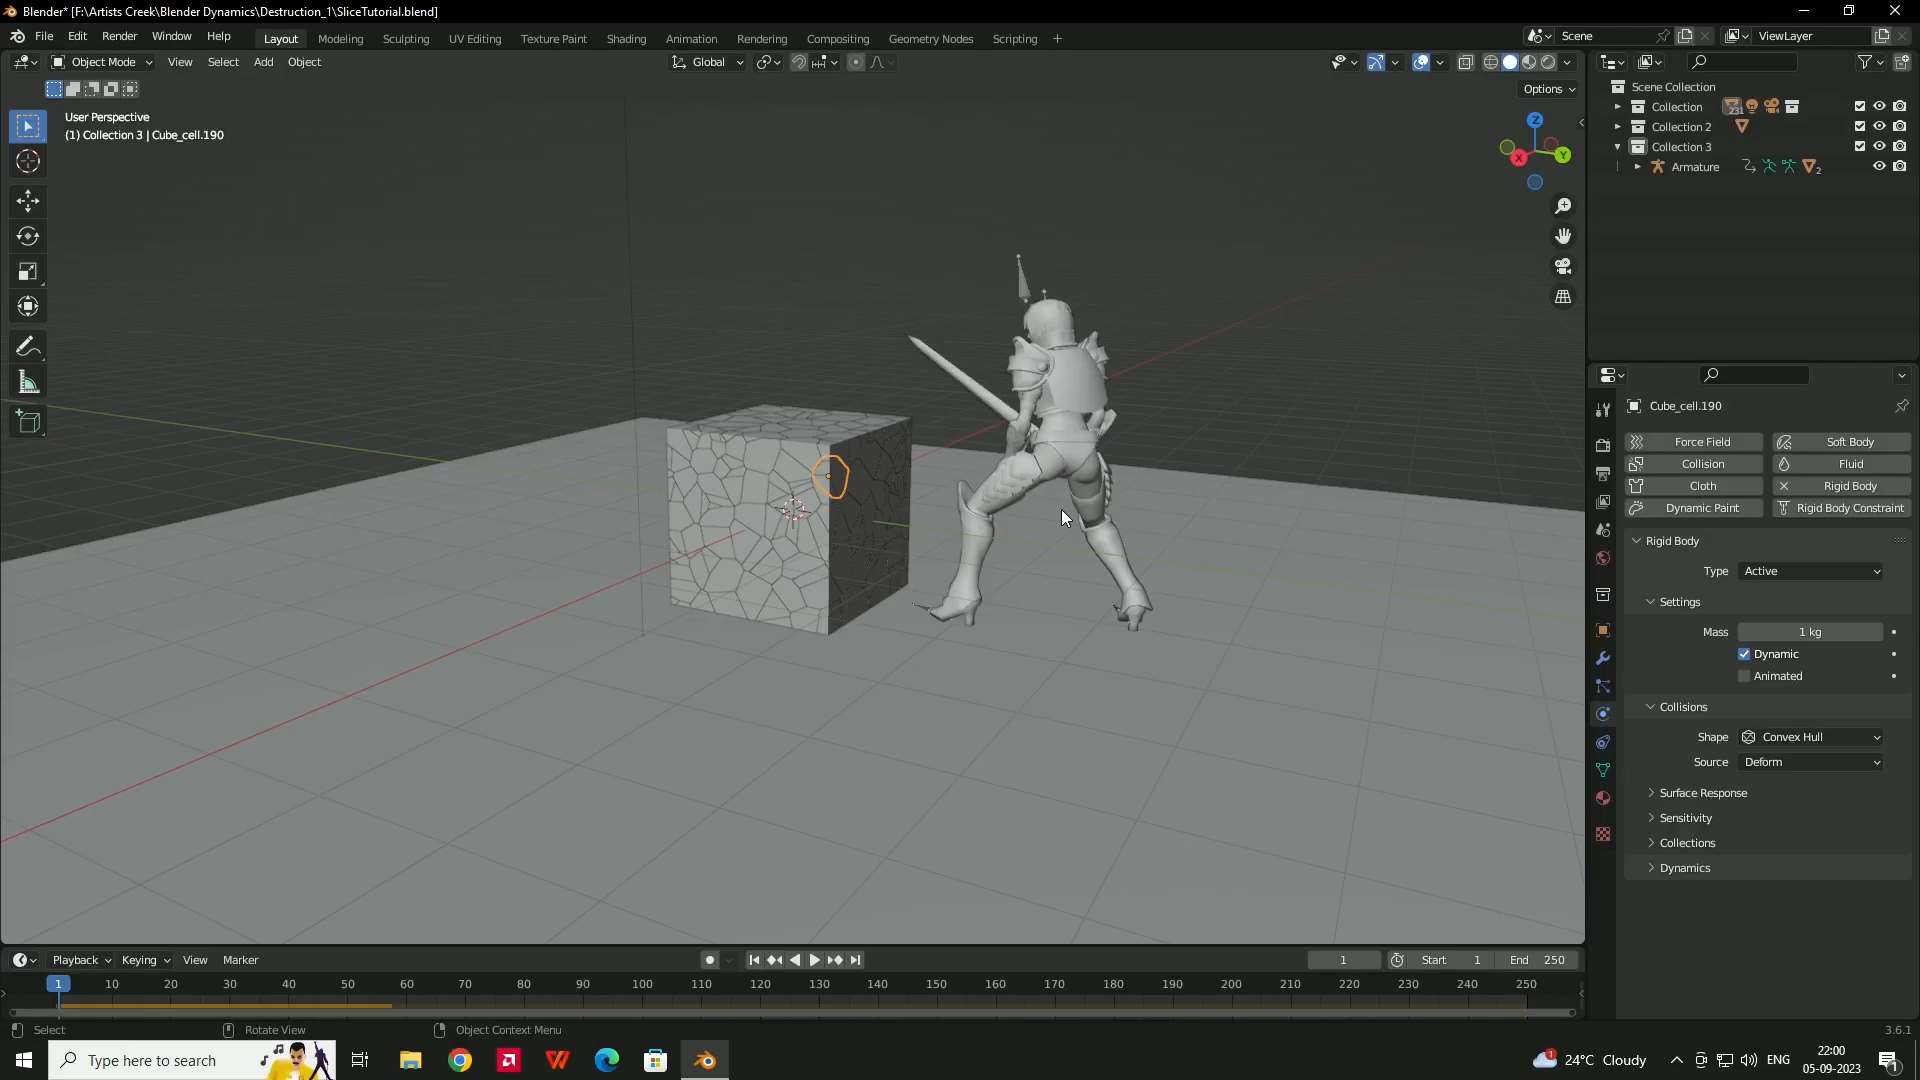 Blender* [F:\Artists Creek\Blender Dynamics\Destruction_1\SliceTutorial.blend]
File Edit Render Window Help Layout Modeling Sculpting UV Editing Texture Paint Shading Animation Rendering Compositing Geometry Nodes Scripting + Scene ViewLayer
Object Mode View Select Add Object Global
Options
User Perspective
(1) Collection 3 | Cube_cell.190
Z
X
Y
Scene Collection
Collection 231
Collection 2
Collection 3
Armature 2
Cube_cell.190
Force Field Soft Body
Collision Fluid
Cloth Rigid Body
Dynamic Paint Rigid Body Constraint
Rigid Body
Type Active
Settings
Mass 1 kg
Dynamic
Animated
Collisions
Shape Convex Hull
Source Deform
Surface Response
Sensitivity
Collections
Dynamics
Playback Keying View Marker 1 Start 1 End 250
1 10 20 30 40 50 60 70 80 90 100 110 120 130 140 150 160 170 180 190 200 210 220 230 240 250
Select Rotate View Object Context Menu 3.6.1
Type here to search 1 24°C Cloudy ENG 22:00
05-09-2023 1